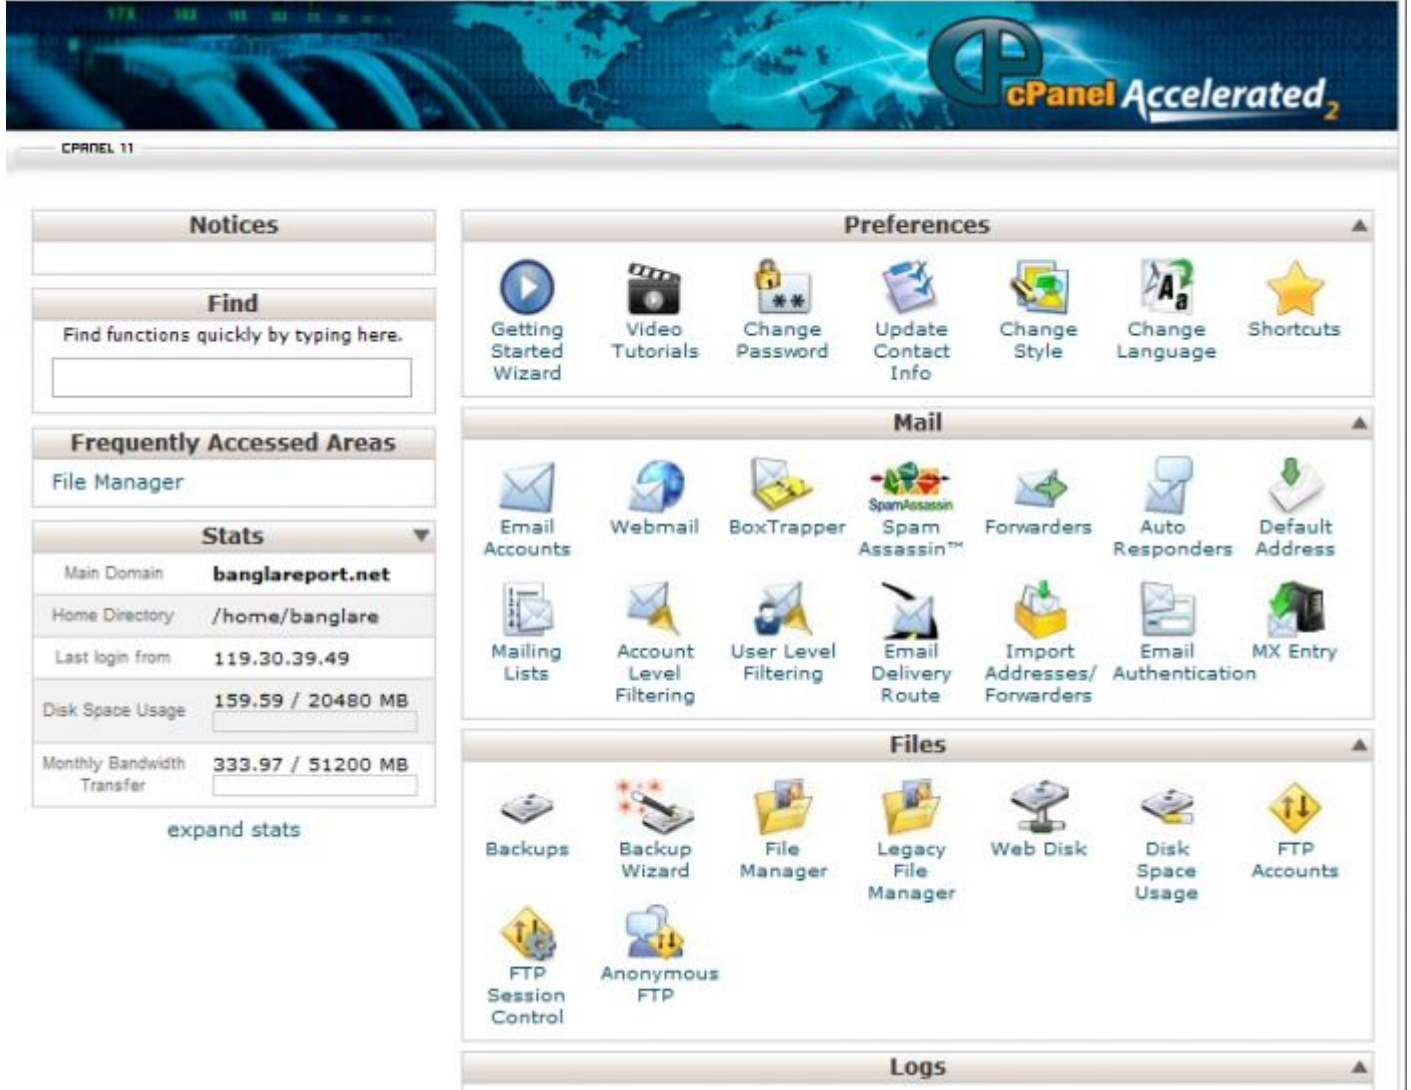 cPanel Accelerated2
CPANEL 11
Notices
Find
Find functions quickly by typing here.
Frequently Accessed Areas
File Manager
Stats
Main Domain banglareport.net
Home Directory /home/banglare
Last login from 119.30.39.49
Disk Space Usage 159.59 / 20480 MB
Monthly Bandwidth 333.97 / 51200 MB
Transfer
expand stats
Preferences
Getting Video Change Update Change Change Shortcuts
Started Tutorials Password Contact Style Language
Wizard Info
Mail
SpamAssassin
Email Webmail BoxTrapper Spam Forwarders Auto Default
Accounts Assassin™ Responders Address
Mailing Account User Level Email Import Email MX Entry
Lists Level Filtering Delivery Addresses/ Authentication
Filtering Route Forwarders
Files
Backups Backup File Legacy Web Disk Disk FTP
Wizard Manager File Space Accounts
Manager Usage
FTP Anonymous
Session FTP
Control
Logs